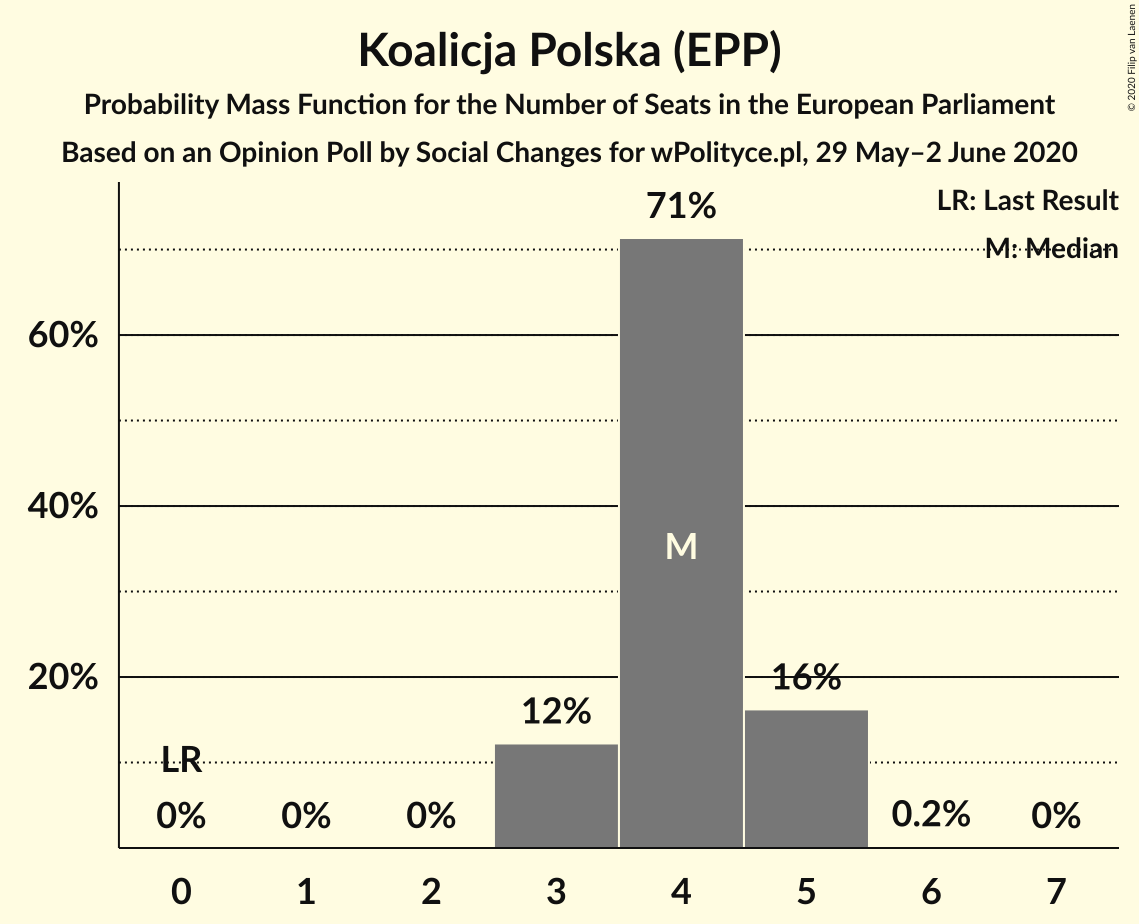 Koalicja Polska (EPP)
Probability Mass Function for the Number of Seats in the European Parliament
Based on an Opinion Poll by Social Changes for wPolityce.pl, 29 May–2 June 2020
© 2020 Filip van Laenen
LR: Last Result
M: Median
71%
60%
40%
M
20%
16%
12%
LR
0%
0%
0%
0.2%
0%
0
1
2
3
4
5
6
7